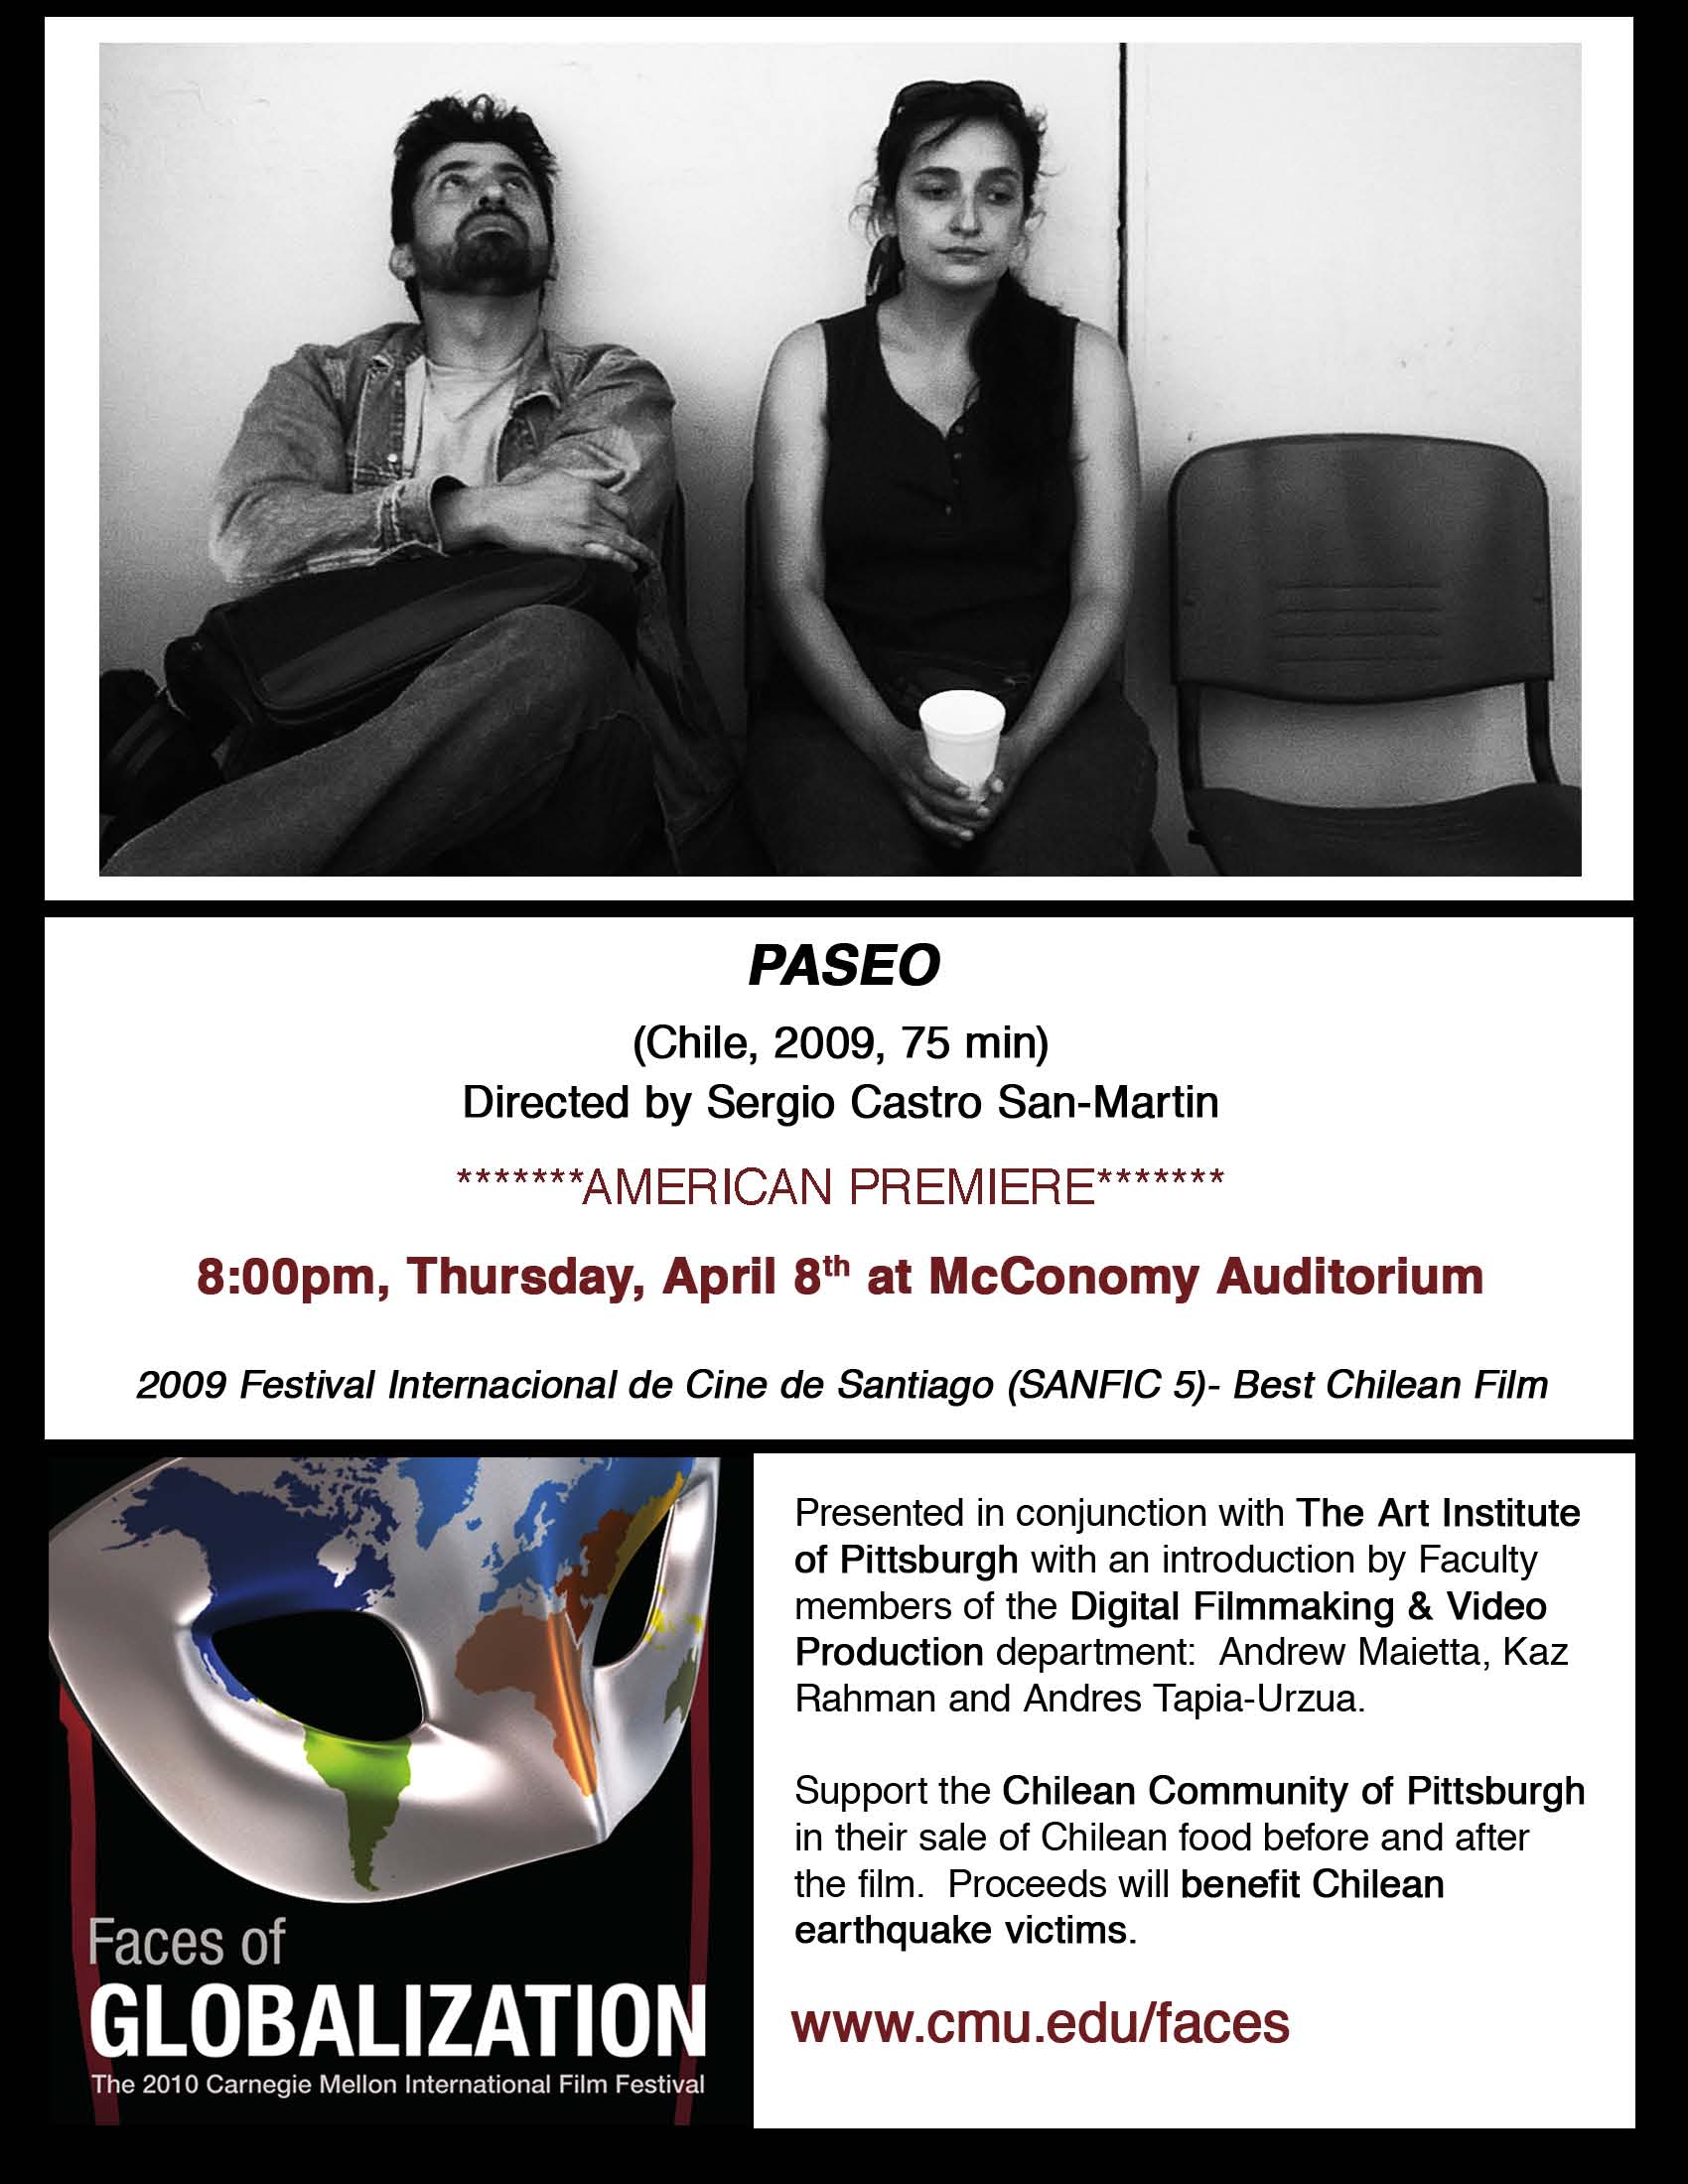 PASEO
(Chile, 2009, 75 min)
Directed by Sergio Castro San-Martin
*******AMERICAN PREMIERE*******
8:00pm, Thursday, April 8th at McConomy Auditorium
2009 Festival Internacional de Cine de Santiago (SANFIC 5)- Best Chilean Film
Faces of
GLOBALIZATION
The 2010 Carnegie Mellon International Film Festival
Presented in conjunction with The Art Institute
of Pittsburgh with an introduction by Faculty
members of the Digital Filmmaking & Video
Production department:  Andrew Maietta, Kaz
Rahman and Andres Tapia-Urzua.
Support the Chilean Community of Pittsburgh
in their sale of Chilean food before and after
the film.  Proceeds will benefit Chilean
earthquake victims.
www.cmu.edu/faces